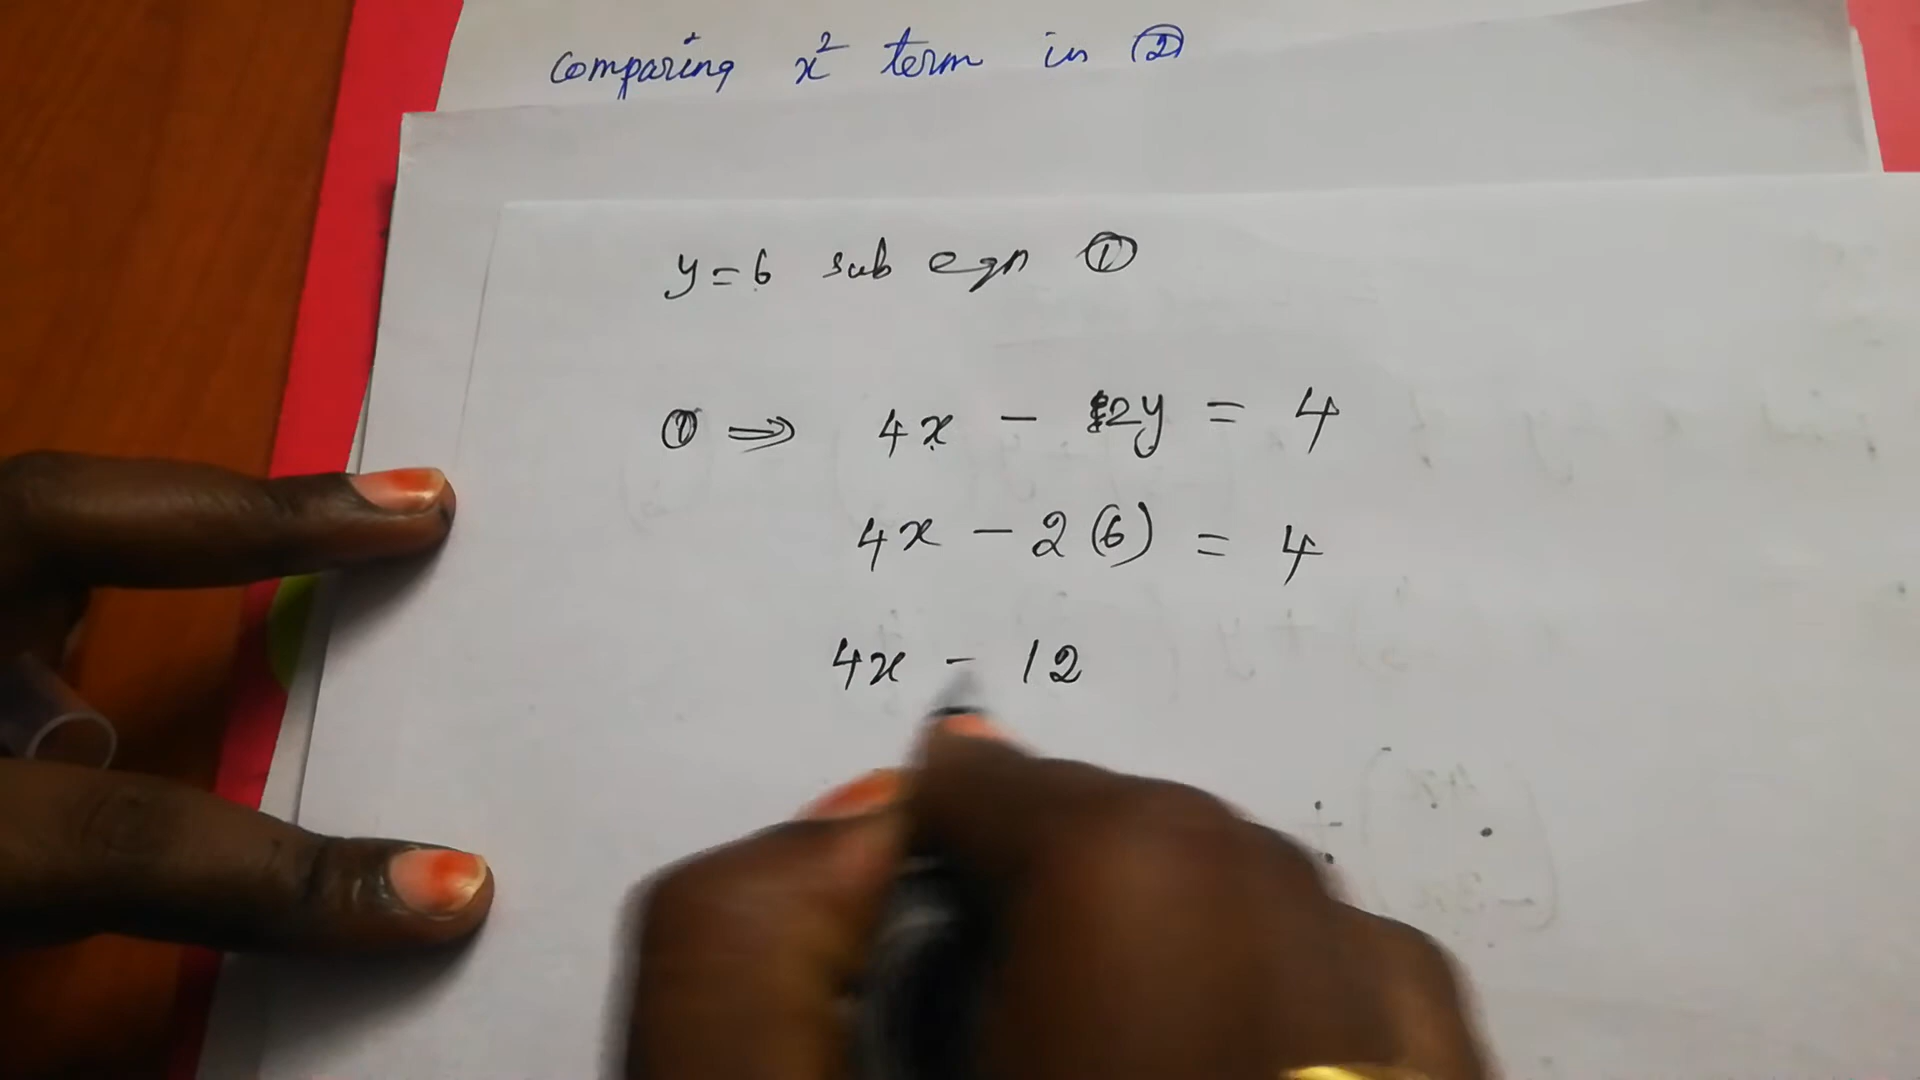 comparing x² term in ②
y = 6 sub eqn ①
① ⇒ 4x - 2y = 4
4x - 2 (6) = 4
4x - 12